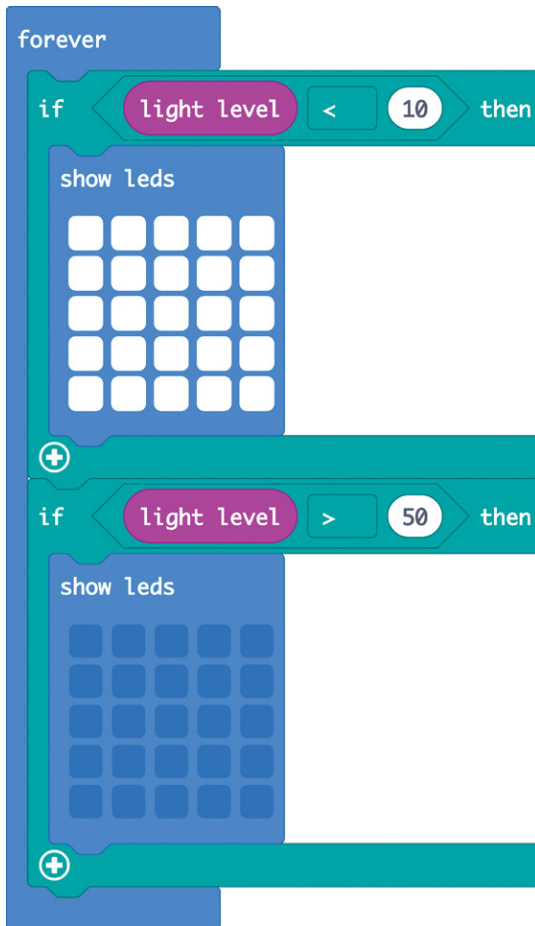 forever
if light level < 10 then
show leds
if light level > 50 then
show leds